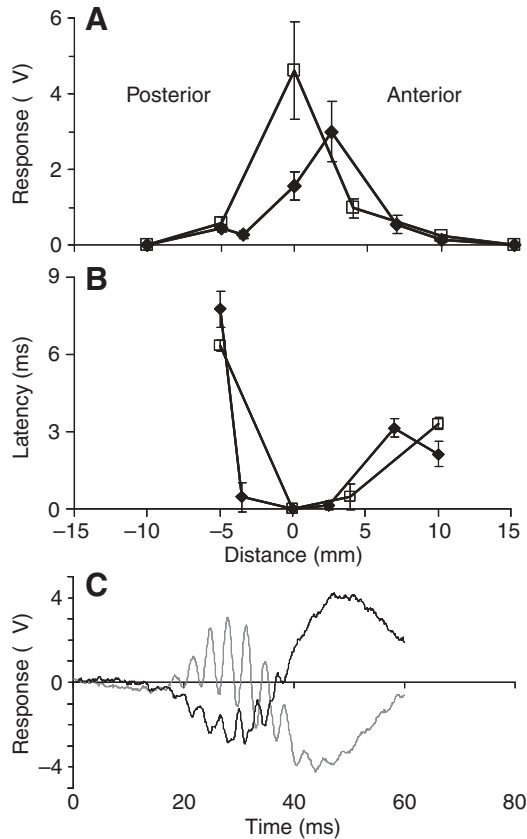 A
6
4
2
0
Response ( V)
Posterior
Anterior
B
9
6
3
0
Latency (ms)
−15 −10 −5 0 5 10 15
Distance (mm)
C
4
0
−4
Response ( V)
0 20 40 60 80
Time (ms)